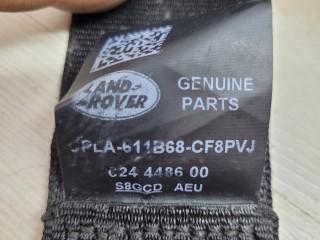 LAND-
ROVER
GENUINE
PARTS
CPLA-611B68-CF8PVJ
624 4486 00
S8GCD AEU